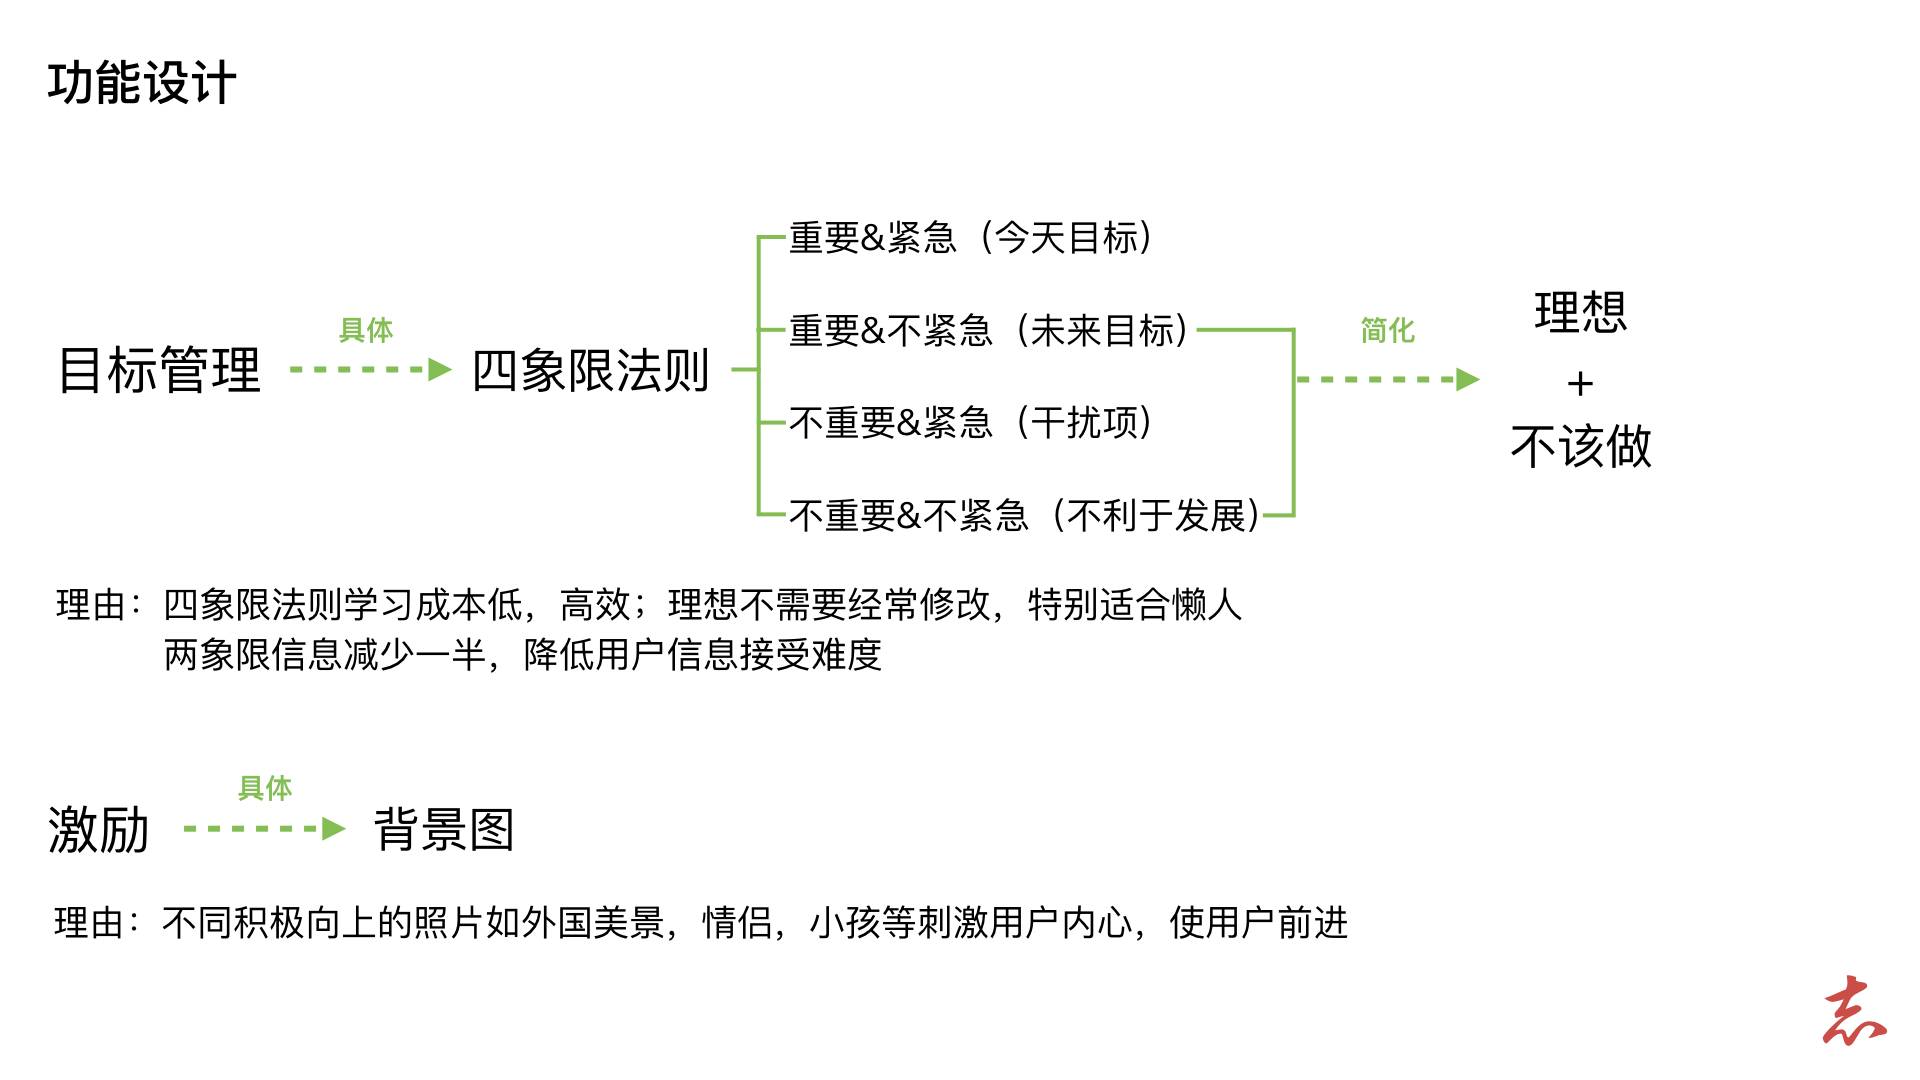 功能设计
重要&紧急（今天目标）
重要&不紧急（未来目标）
不重要&紧急（干扰项）
不重要&不紧急（不利于发展）
目标管理
具体
四象限法则
简化
理想
+
不该做
理由：四象限法则学习成本低，高效；理想不需要经常修改，特别适合懒人
两象限信息减少一半，降低用户信息接受难度
激励
具体
背景图
理由：不同积极向上的照片如外国美景，情侣，小孩等刺激用户内心，使用户前进
志